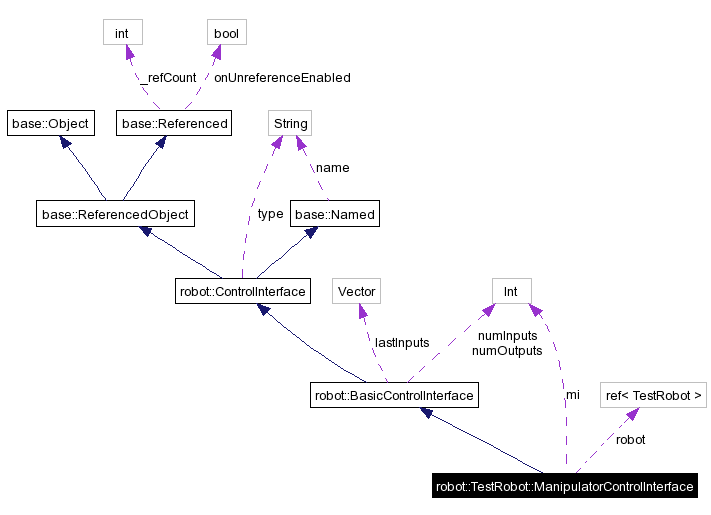 int
bool
_refCount
onUnreferenceEnabled
base::Object
base::Referenced
String
name
base::ReferencedObject
type
base::Named
robot::ControlInterface
Vector
Int
lastInputs
numInputs
numOutputs
robot::BasicControlInterface
mi
ref< TestRobot >
robot
robot::TestRobot::ManipulatorControlInterface